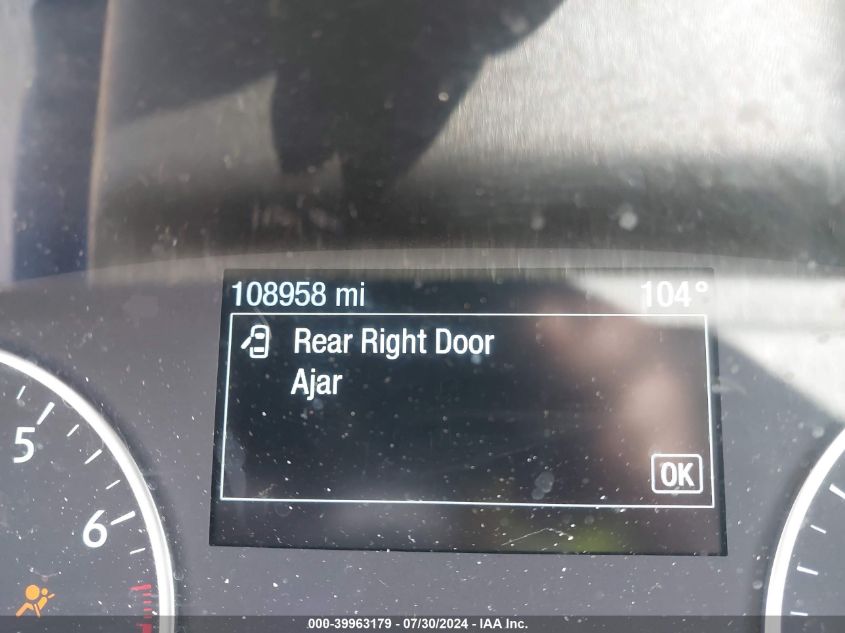 108958 mi 104°
Rear Right Door
Ajar
OK
5
6
000-39963179 - 07/30/2024 - IAA Inc.